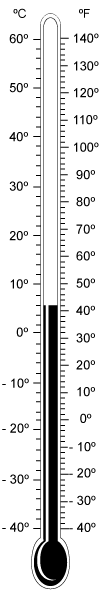 ºC ºF
60º 140º
130º
50º 120º
110º
40º 100º
90º
30º 80º
70º
20º 60º
10º 50º
40º
0º 30º
20º
- 10º 10º
- 20º 0º
- 10º
- 30º 20º
- 30º
- 40º - 40º